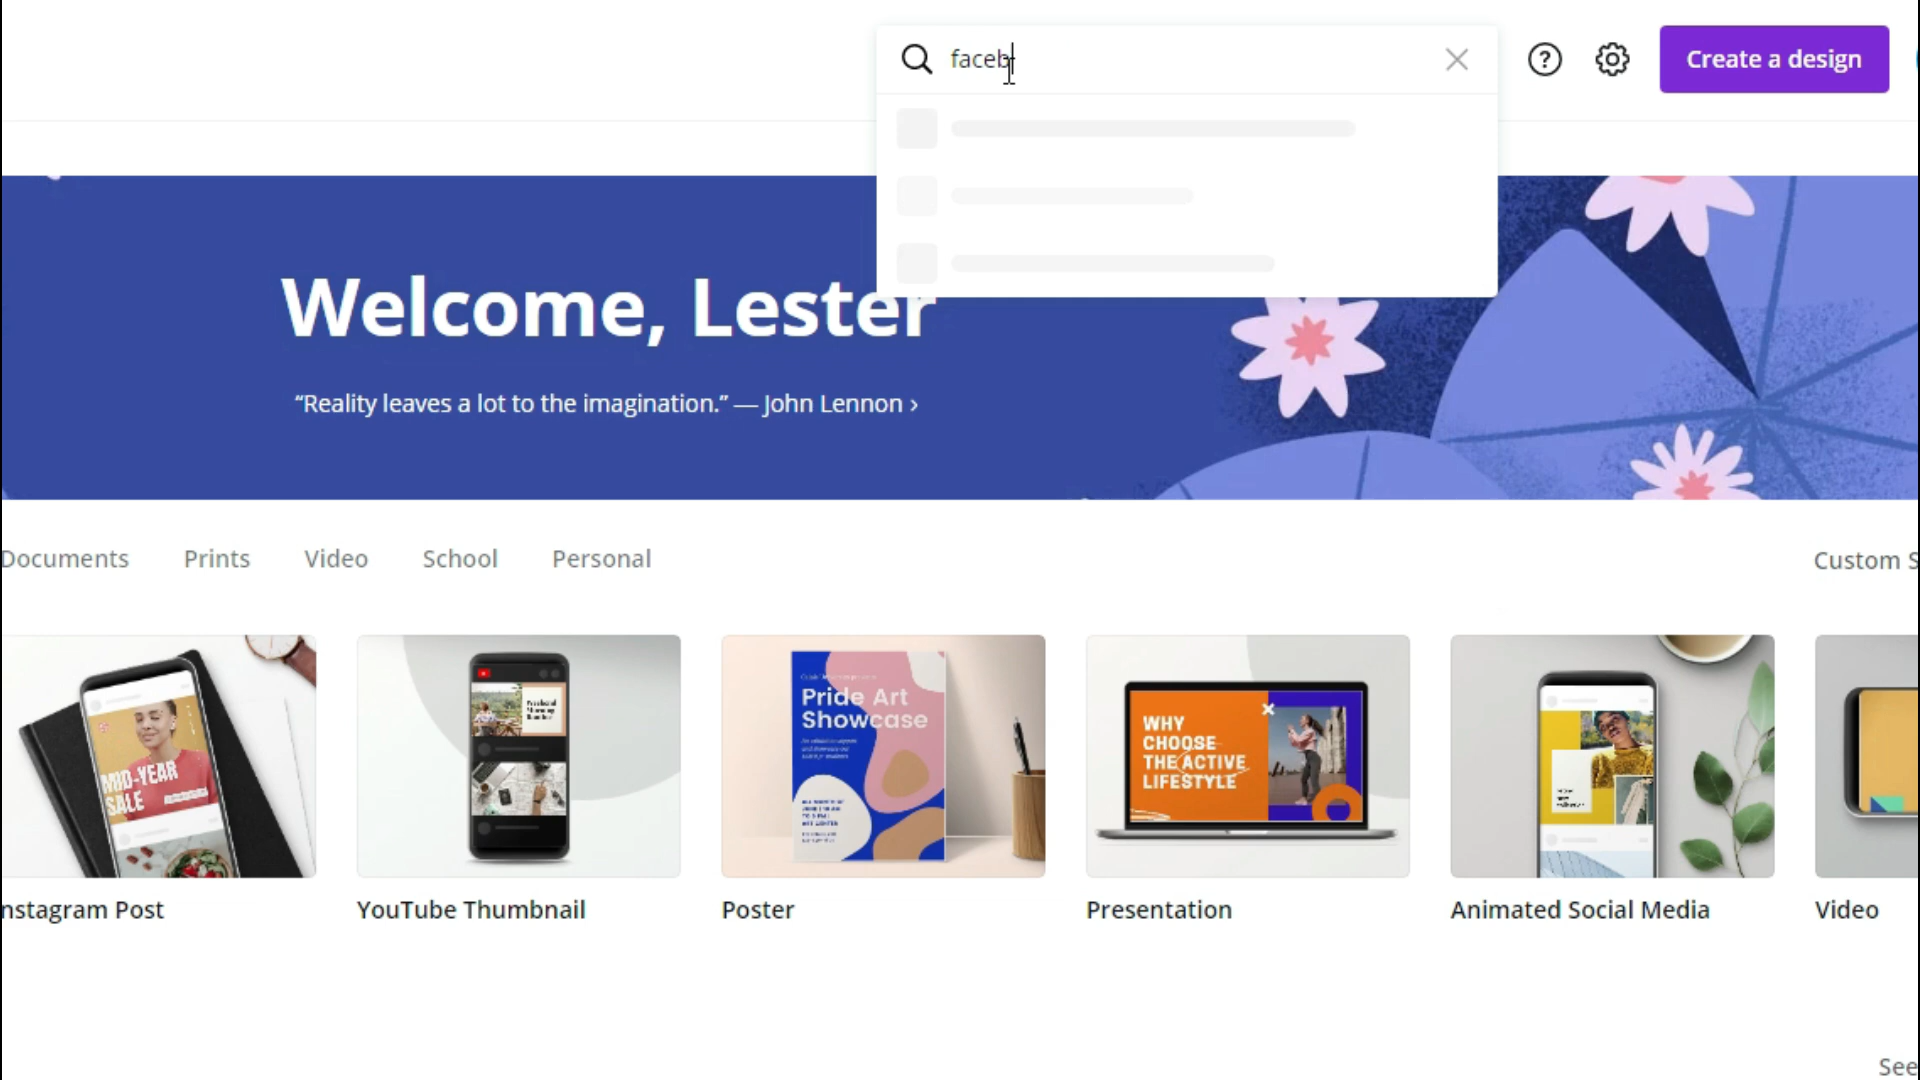 faceb
Create a design
Welcome, Lester
“Reality leaves a lot to the imagination.” — John Lennon ›
Documents Prints Video School Personal
Custom S
MID-YEAR
SALE
Pride Art
Showcase
WHY
CHOOSE
THE ACTIVE
LIFESTYLE
nstagram Post
YouTube Thumbnail
Poster
Presentation
Animated Social Media
Video
See